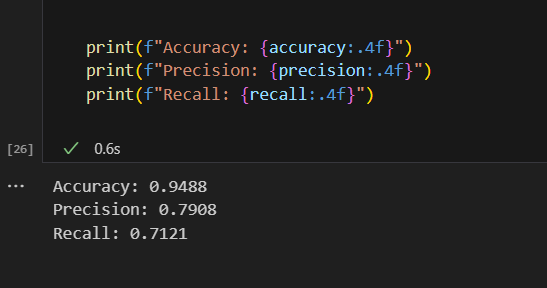 print(f"Accuracy: {accuracy:.4f}")
print(f"Precision: {precision:.4f}")
print(f"Recall: {recall:.4f}")
[26] 0.6s
Accuracy: 0.9488
Precision: 0.7908
Recall: 0.7121